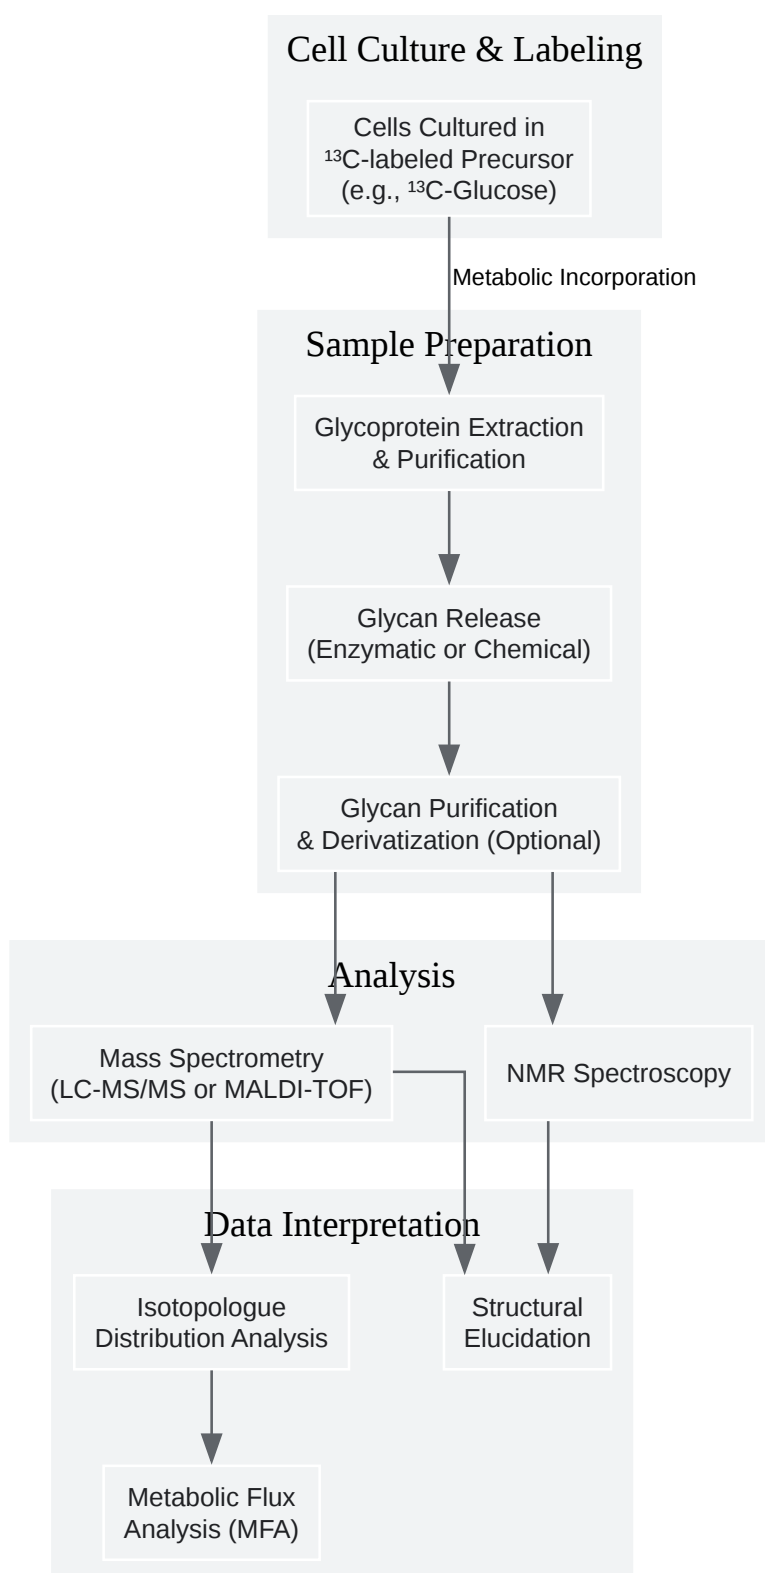 Cell Culture & Labeling
Cells Cultured in
¹³C-labeled Precursor
(e.g., ¹³C-Glucose)
Metabolic Incorporation
Sample Preparation
Glycoprotein Extraction
& Purification
Glycan Release
(Enzymatic or Chemical)
Glycan Purification
& Derivatization (Optional)
Analysis
Mass Spectrometry
(LC-MS/MS or MALDI-TOF)
NMR Spectroscopy
Data Interpretation
Isotopologue
Distribution Analysis
Structural
Elucidation
Metabolic Flux
Analysis (MFA)